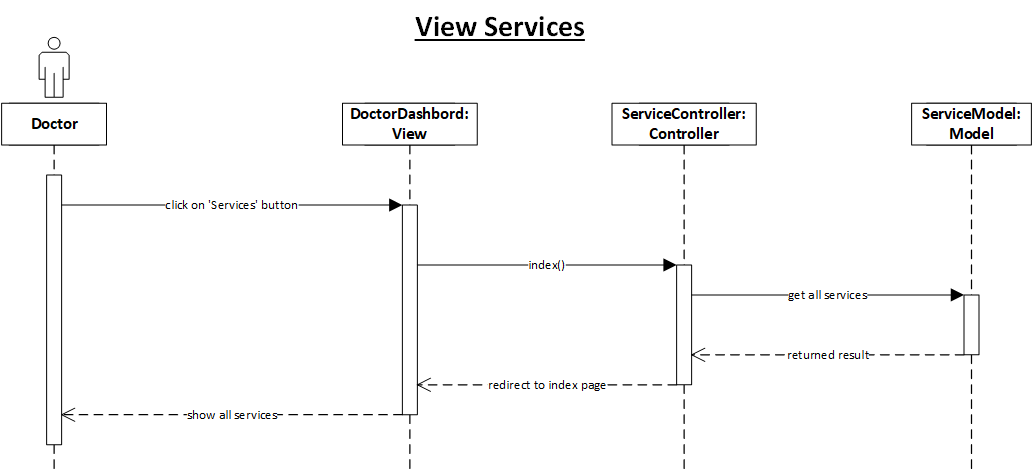 View Services
Doctor
DoctorDashbord:
View
ServiceController:
Controller
ServiceModel:
Model
click on 'Services' button
index()
get all services
returned result
redirect to index page
show all services